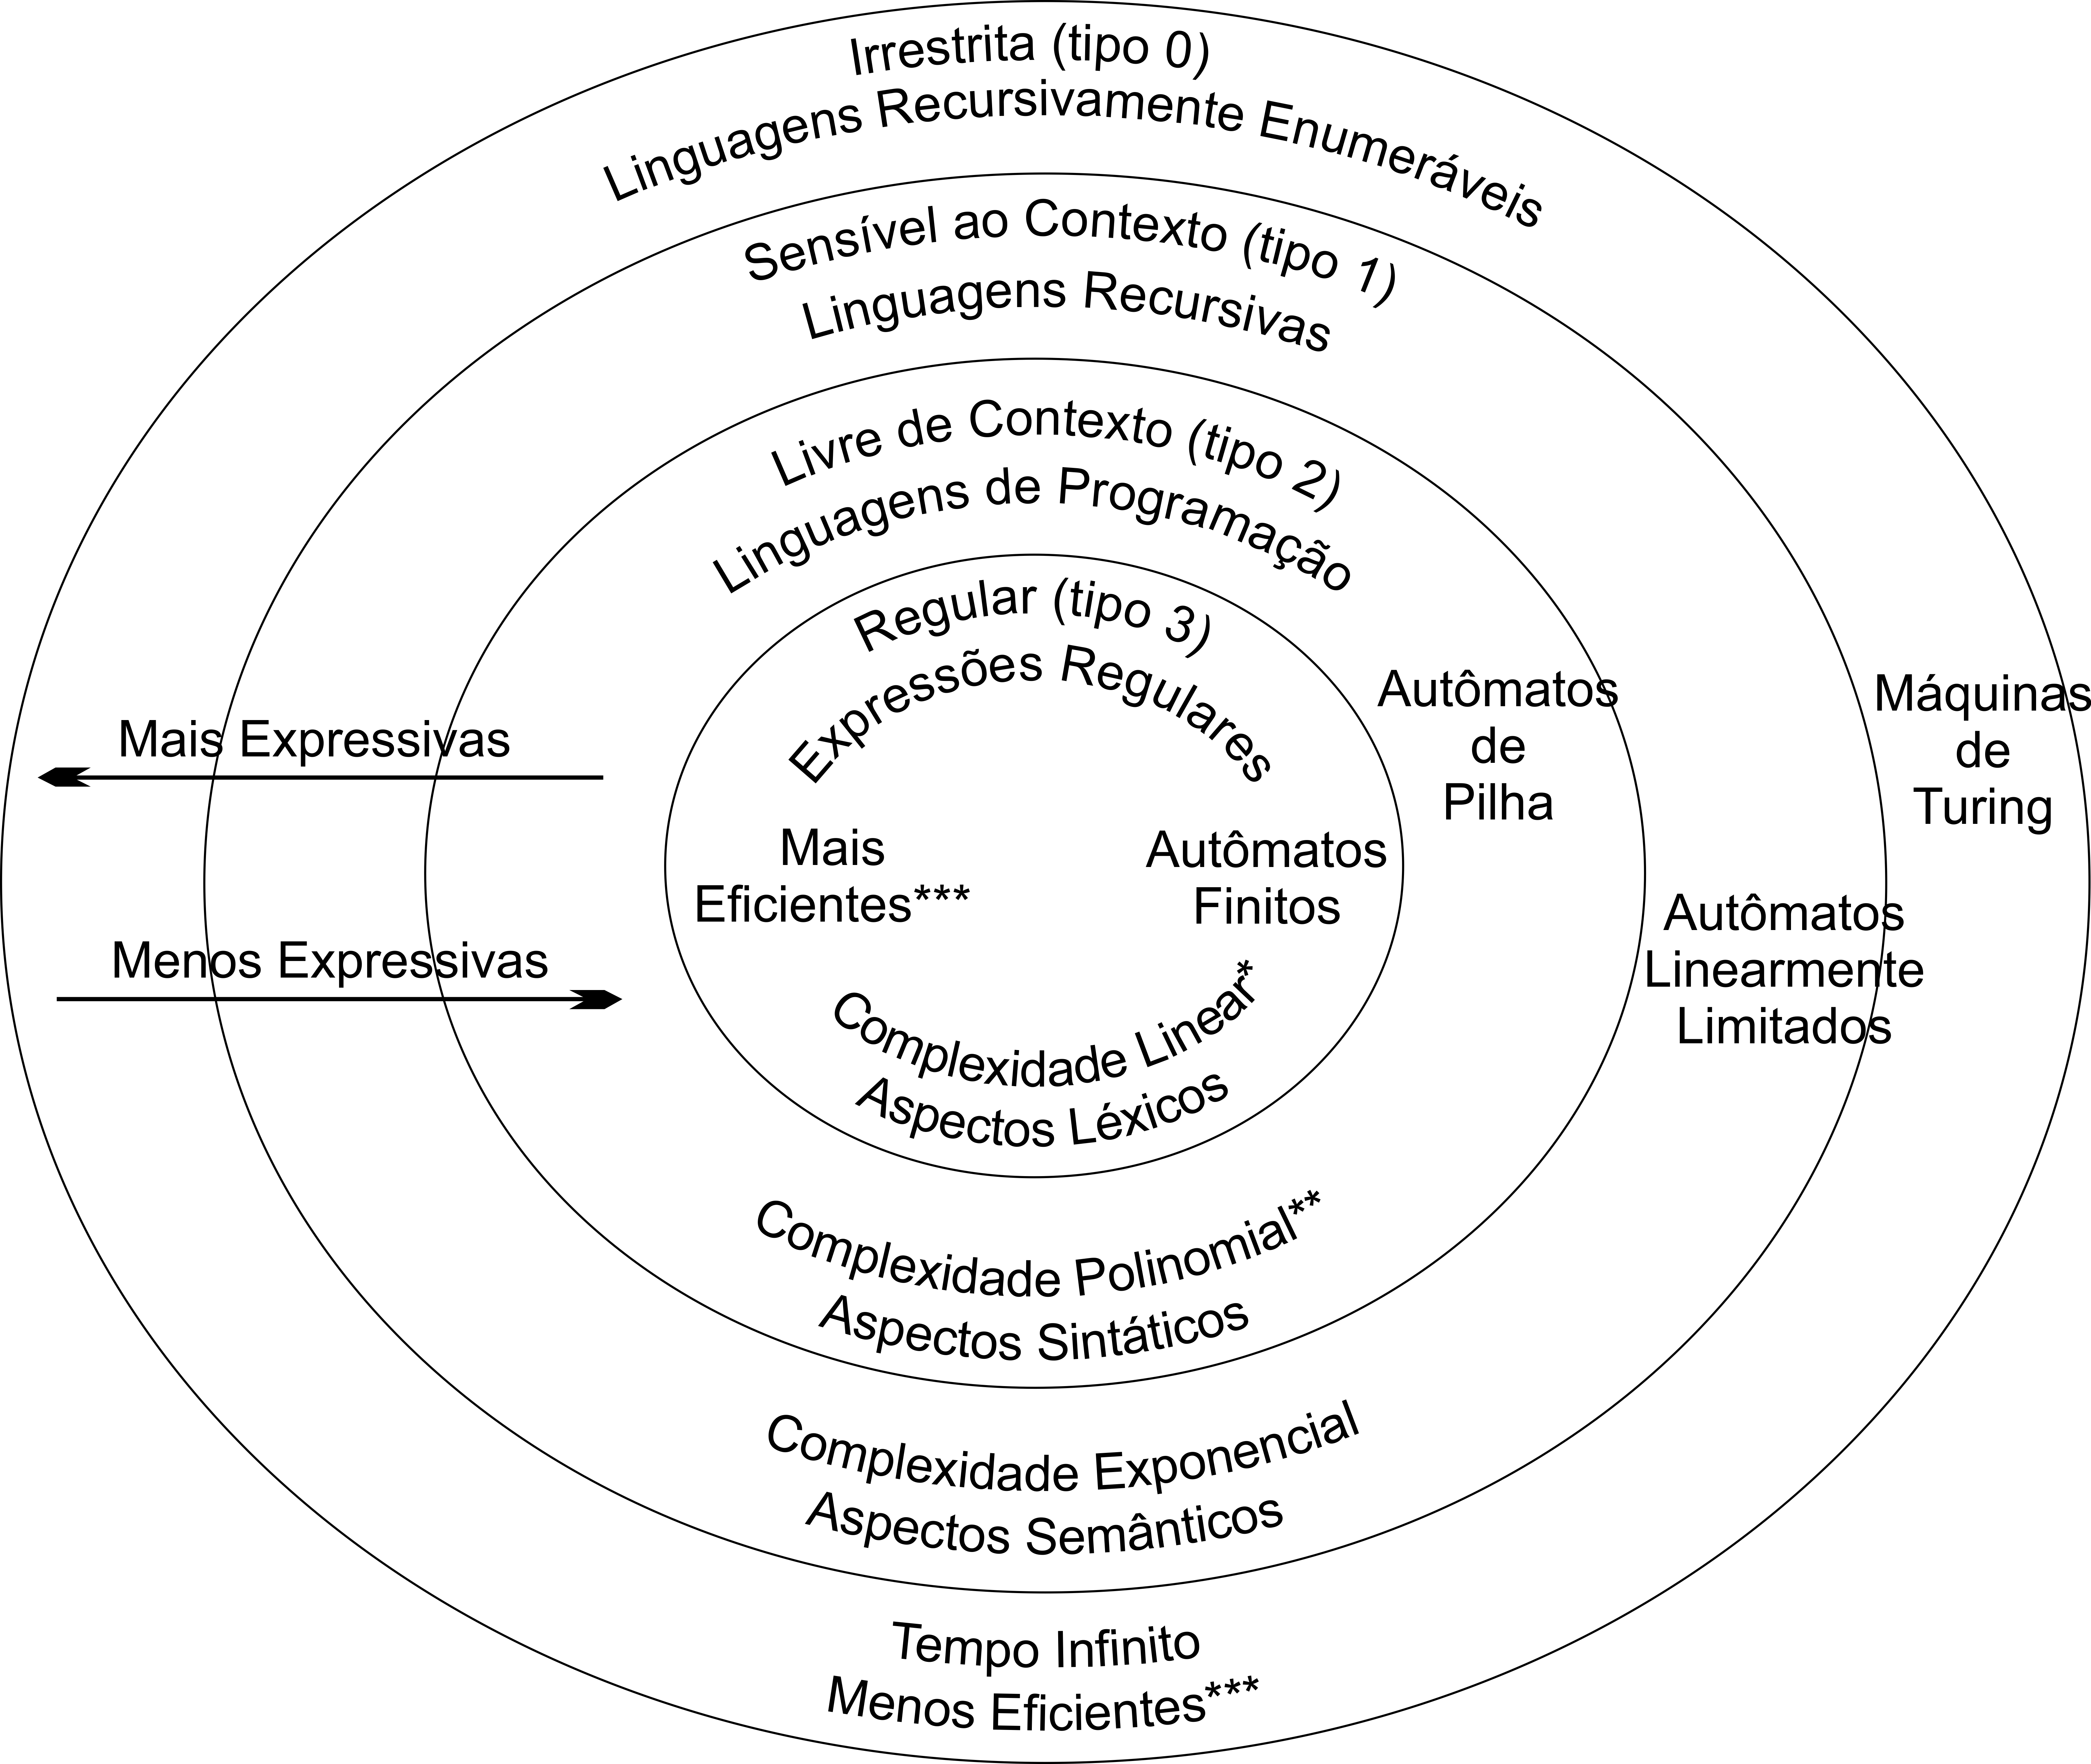 Irrestrita (tipo 0)
Linguagens Recursivamente Enumeráveis
Sensível ao Contexto (tipo 1)
Linguagens Recursivas
Livre de Contexto (tipo 2)
Linguagens de Programação
Regular (tipo 3)
Expressões Regulares
Mais Expressivas
Menos Expressivas
Mais
Eficientes***
Autômatos
Finitos
Autômatos
de
Pilha
Autômatos
Linearmente
Limitados
Máquinas
de
Turing
Complexidade Linear*
Aspectos Léxicos
Complexidade Polinomial**
Aspectos Sintáticos
Complexidade Exponencial
Aspectos Semânticos
Tempo Infinito
Menos Eficientes***